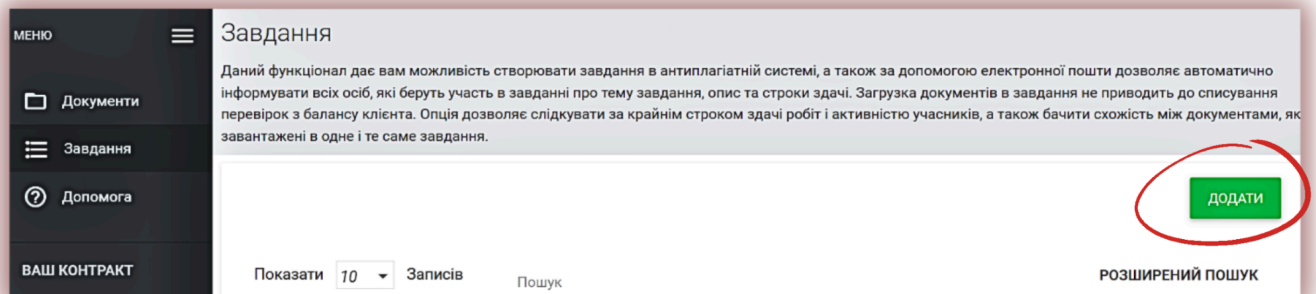 МЕНЮ
Документи
Завдання
Допомога
ВАШ КОНТРАКТ
Завдання
Даний функціонал дає вам можливість створювати завдання в антиплагіатній системі, а також за допомогою електронної пошти дозволяє автоматично
інформувати всіх осіб, які беруть участь в завданні про тему завдання, опис та строки здачі. Загрузка документів в завдання не приводить до списування
перевірок з балансу клієнта. Опція дозволяє слідкувати за крайнім строком здачі робіт і активністю учасників, а також бачити схожість між документами, як
завантажені в одне і те саме завдання.
ДОДАТИ
Показати 10 Записів Пошук РОЗШИРЕНИЙ ПОШУК